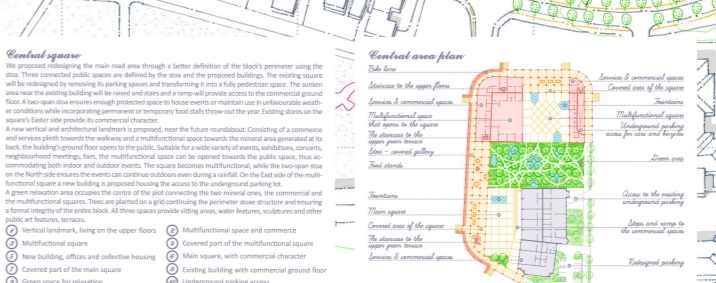 Central square
We proposed redesigning the main road area through a better definition of the block's perimeter using the
stoa. Three connected public spaces are defined by the stoa and the proposed buildings. The existing square
will be redesigned by removing its parking spaces and transforming it into a fully pedestrian space. The sunken
area near the existing building will be raised and stairs and a ramp will provide access to the commercial ground
floor. A two-span stoa ensures enough protected space to house events or maintain use in unfavourable weath-
er conditions while incorporating permanent or temporary food stalls throw-out the year. Existing stores on the
square's Easter side provide its commercial character.
A new vertical and architectural landmark is proposed, near the future roundabout. Consisting of a commerce
and services plinth towards the walkway and a multifunctional space towards the mineral area generated at its
back, the building's ground floor opens to the public. Suitable for a wide variety of events, exhibitions, concerts,
neighbourhood meetings, fairs, the multifunctional space can be opened towards the public space, thus ac-
commodating both indoor and outdoor events. The square becomes multifunctional, while the two-span stoa
on the North side ensures the events can continue outdoors even during a rainfall. On the East side of the multi-
functional square a new building is proposed housing the access to the underground parking lot.
A green relaxation area occupies the centre of the plot connecting the two mineral ones, the commercial and
the multifunctional squares. Trees are planted on a grid continuing the perimeter stoae structure and ensuring
a formal integrity of the entire block. All three spaces provide sitting areas, water features, sculptures and other
public art features, terraces.
1 Vertical landmark, living on the upper floors
2 Multifunctional space and commerce
3 Multifuctional square
4 Covered part of the multifunctional square
5 New building, offices and collective housing
6 Main square, with commercial character
7 Covered part of the main square
8 Existing building with commercial ground floor
9 Green space for relaxation
10 Underground parking access
Central area plan
Bike lane
Staircase to the upper floors
Services & commercial spaces
Multifunctional space
that opens to the square
The staircase to the
upper green terrace
Stoa - covered gallery
Food stands
Fountains
Main square
Covered area of the square
The staircase to the
upper green terrace
Services & commercial spaces
Services & commercial spaces
Covered area of the square
Fountains
Multifunctional square
Underground parking
access for cars and bicycles
Green area
Access to the existing
underground parking
Steps and ramp to
the commercial spaces
Redesigned parking